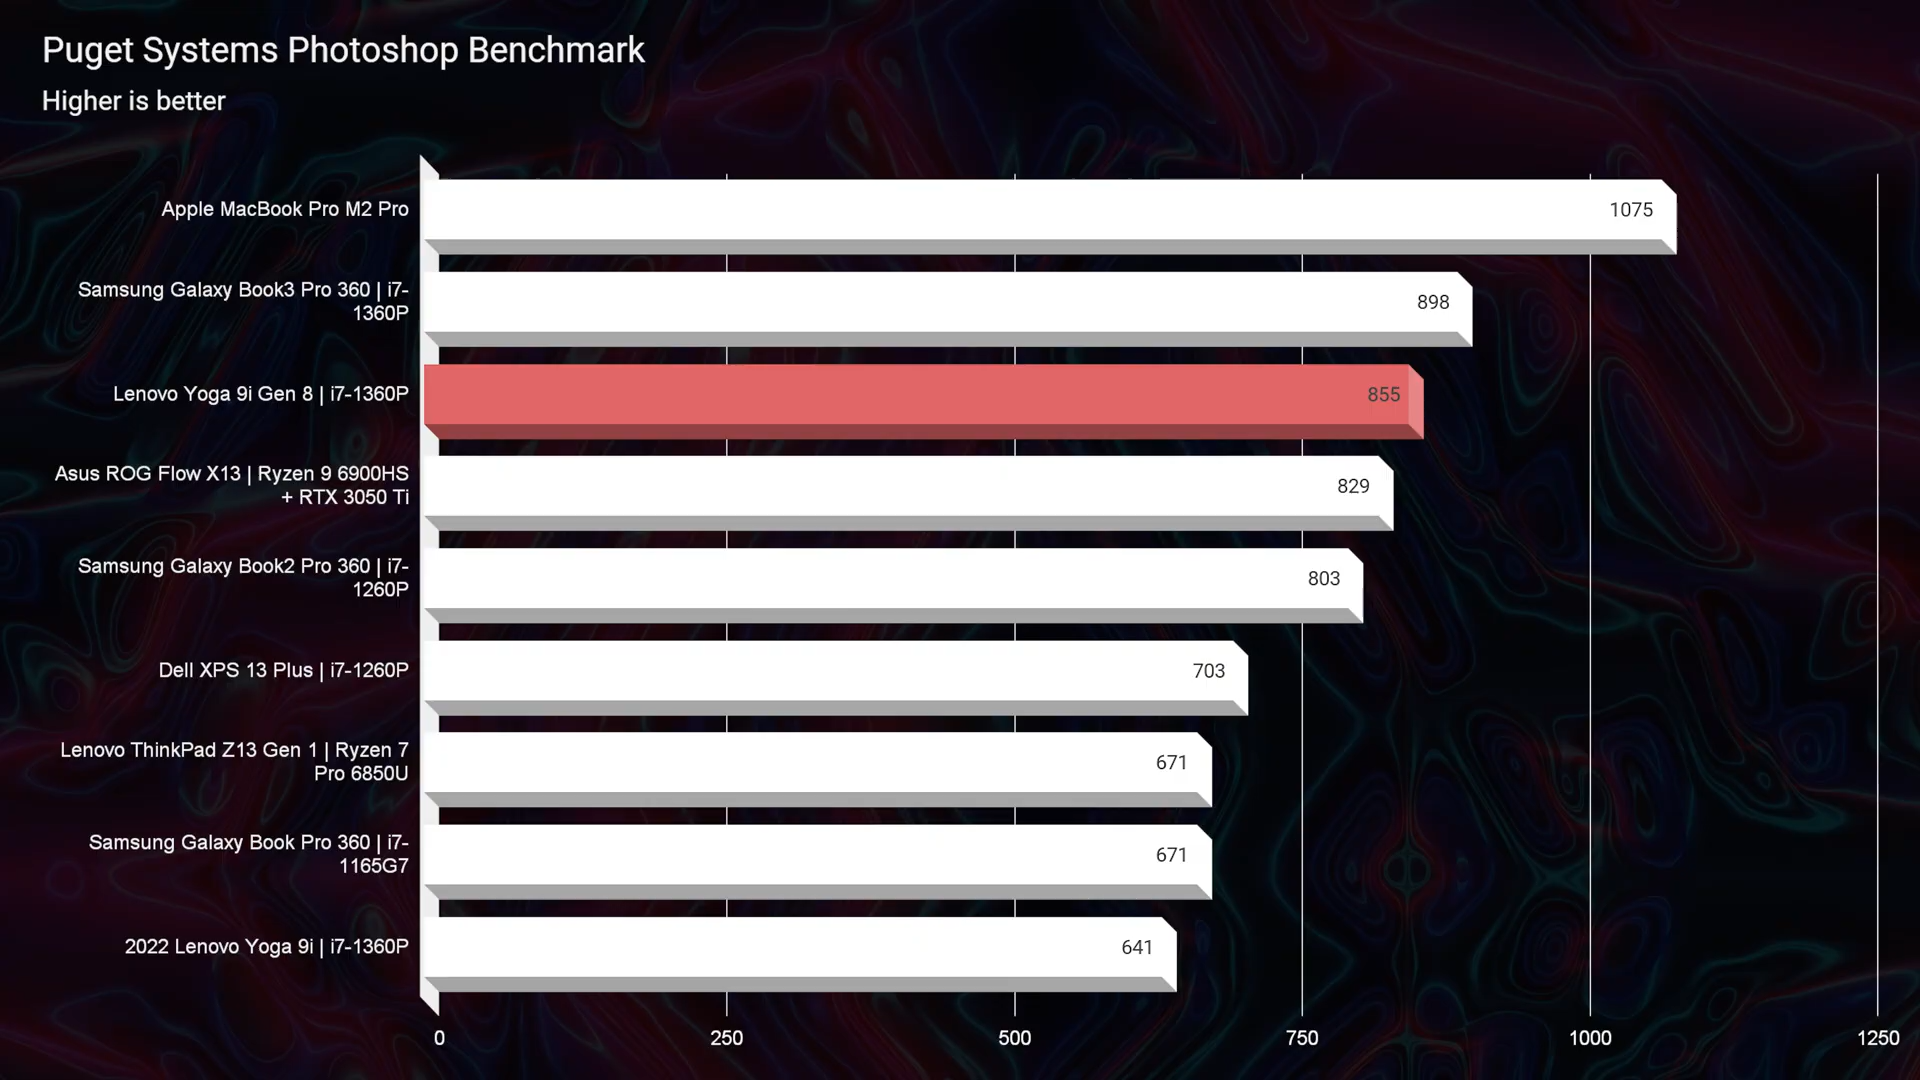 Puget Systems Photoshop Benchmark
Higher is better
Apple MacBook Pro M2 Pro
1075
Samsung Galaxy Book3 Pro 360 | i7-
1360P
898
Lenovo Yoga 9i Gen 8 | i7-1360P
855
Asus ROG Flow X13 | Ryzen 9 6900HS
+ RTX 3050 Ti
829
Samsung Galaxy Book2 Pro 360 | i7-
1260P
803
Dell XPS 13 Plus | i7-1260P
703
Lenovo ThinkPad Z13 Gen 1 | Ryzen 7
Pro 6850U
671
Samsung Galaxy Book Pro 360 | i7-
1165G7
671
2022 Lenovo Yoga 9i | i7-1360P
641
0 250 500 750 1000 1250